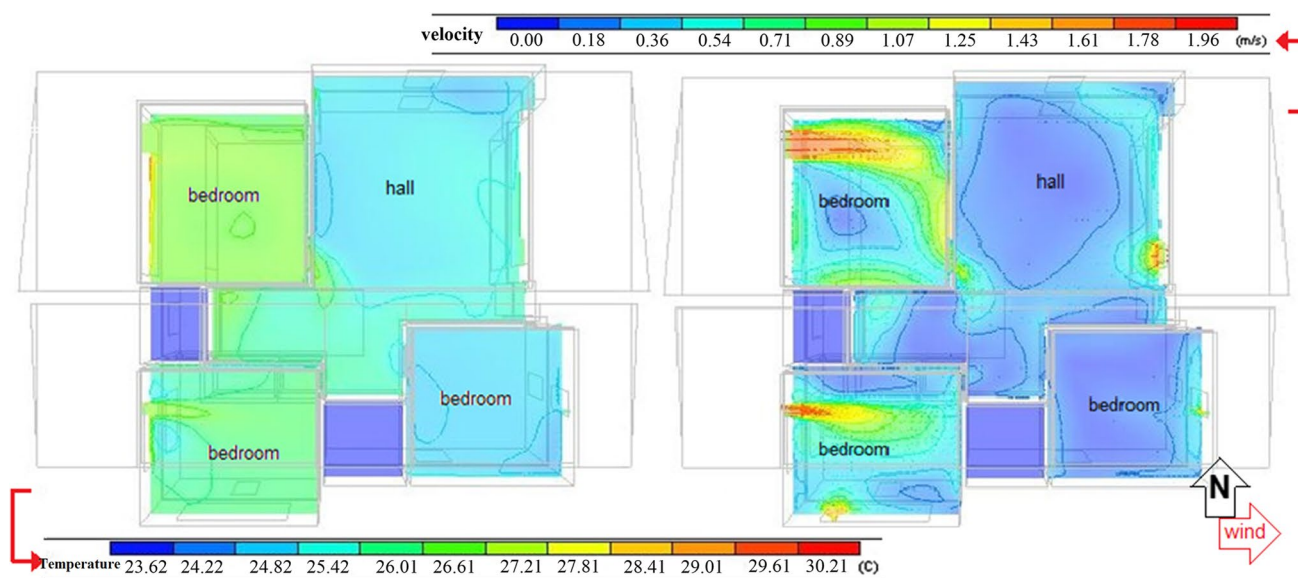 velocity 0.00 0.18 0.36 0.54 0.71 0.89 1.07 1.25 1.43 1.61 1.78 1.96 (m/s)
bedroom hall
bedroom
bedroom
hall
bedroom
bedroom
bedroom
bedroom
N
wind
Temperature 23.62 24.22 24.82 25.42 26.01 26.61 27.21 27.81 28.41 29.01 29.61 30.21 (C)